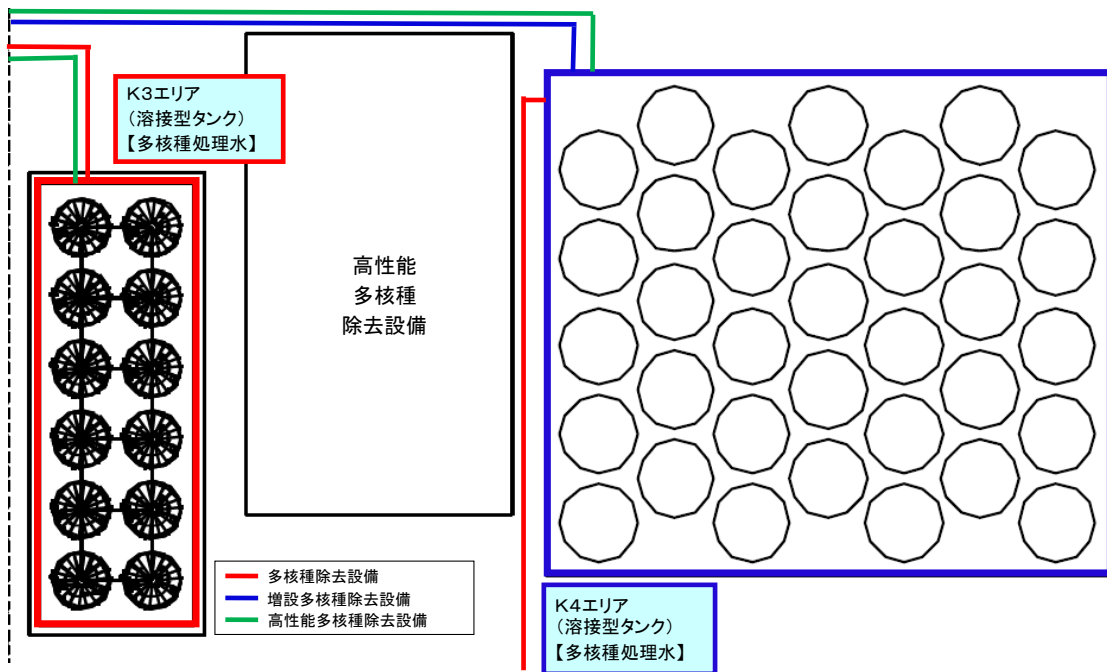 K3エリア
(溶接型タンク)
【多核種処理水】
高性能
多核種
除去設備
多核種除去設備
増設多核種除去設備
高性能多核種除去設備
K4エリア
(溶接型タンク)
【多核種処理水】